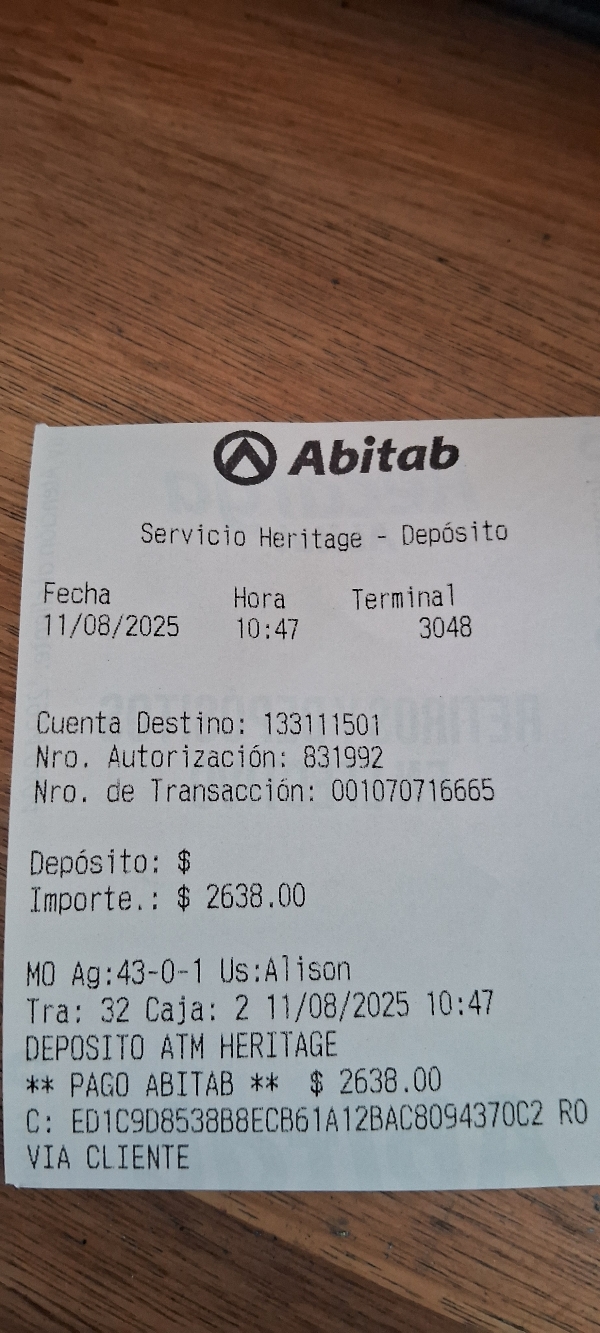 Abitab
Servicio Heritage - Depósito
Fecha Hora Terminal
11/08/2025 10:47 3048
Cuenta Destino: 133111501
Nro. Autorización: 831992
Nro. de Transacción: 001070716665
Depósito: $
Importe.: $ 2638.00
MO Ag:43-0-1 Us:Alison
Tra: 32 Caja: 2 11/08/2025 10:47
DEPOSITO ATM HERITAGE
** PAGO ABITAB ** $ 2638.00
C: ED1C9D8538B8ECB61A12BAC8094370C2 RO
VIA CLIENTE